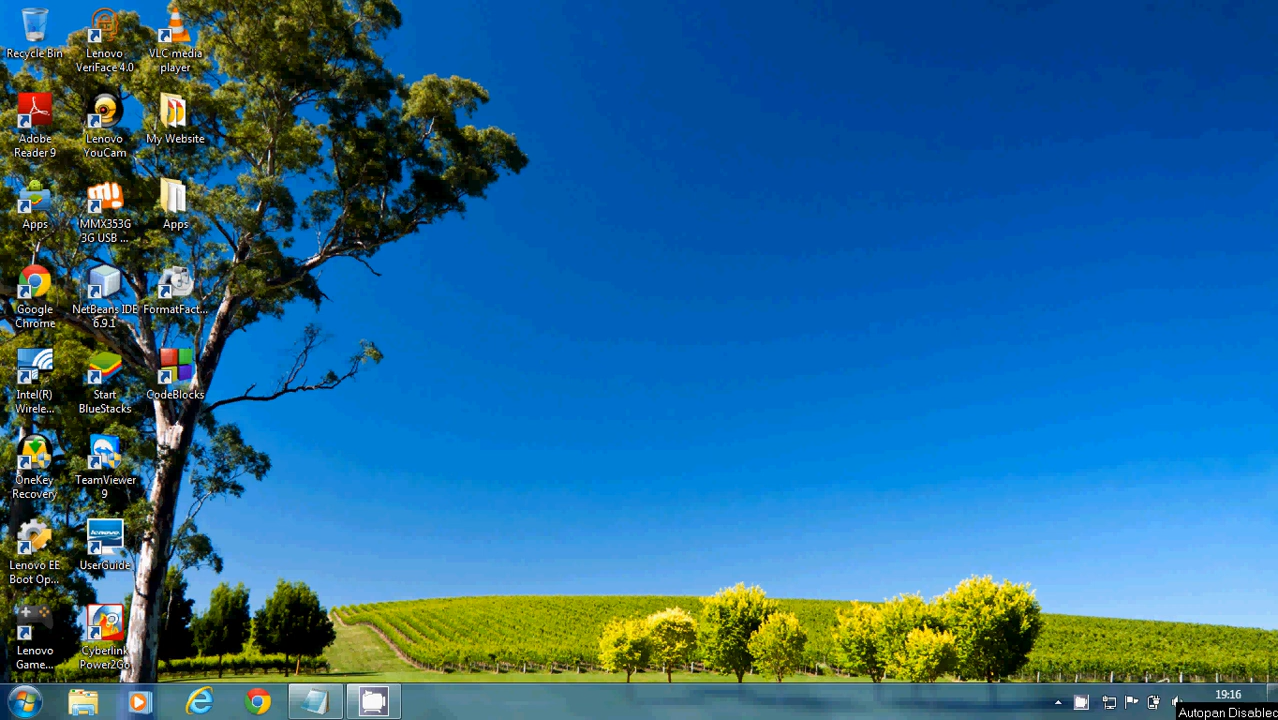 Recycle Bin
Lenovo
VeriFace 4.0
VLC media
player
Adobe
Reader 9
Lenovo
YouCam
My Website
Apps
MMX353G
3G USB ...
Apps
Google
Chrome
NetBeans IDE
6.9.1
FormatFact...
Intel(R)
Wirele...
Start
BlueStacks
CodeBlocks
OneKey
Recovery
TeamViewer
9
Lenovo EE
Boot Op...
lenovo
UserGuide
Lenovo
Game...
Cyberlink
Power2Go
19:16
Autopan Disabled